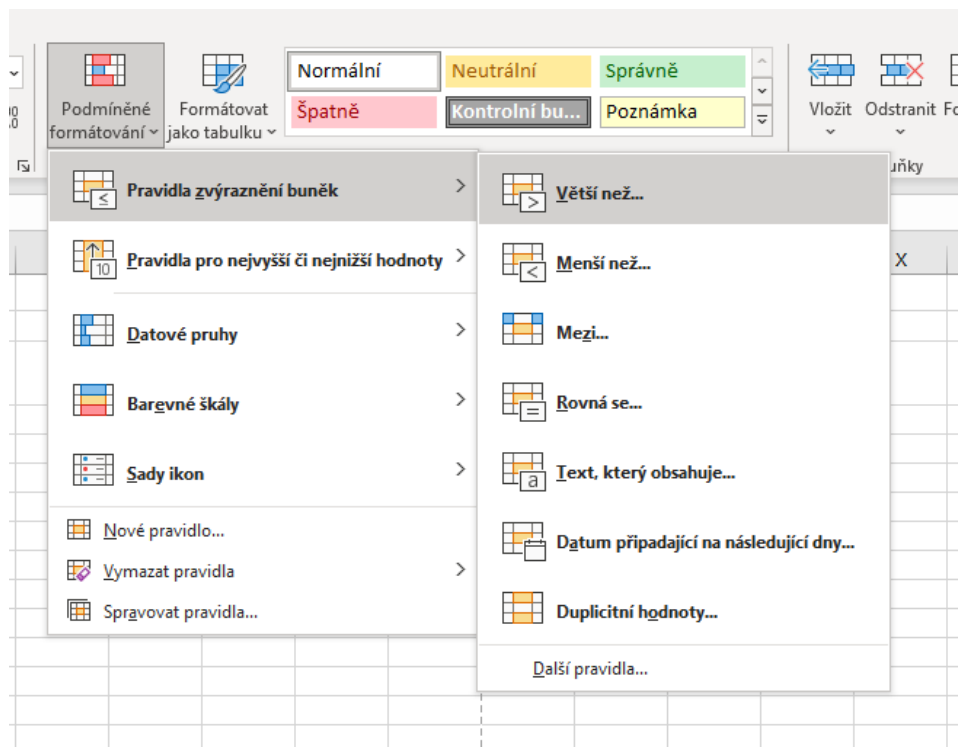 Normální
Neutrální
Správně
Podmíněné formátování
Formátovat jako tabulku
Špatně
Kontrolní bu...
Poznámka
Vložit
Odstranit
Fo
uňky
Pravidla zvýraznění buněk
Pravidla pro nejvyšší či nejnižší hodnoty
10
Datové pruhy
Barevné škály
Sady ikon
Nové pravidlo...
Vymazat pravidla
Spravovat pravidla...
Větší než...
Menší než...
Mezi...
Rovná se...
a
Text, který obsahuje...
Datum připadající na následující dny...
Duplicitní hodnoty...
Další pravidla...
X